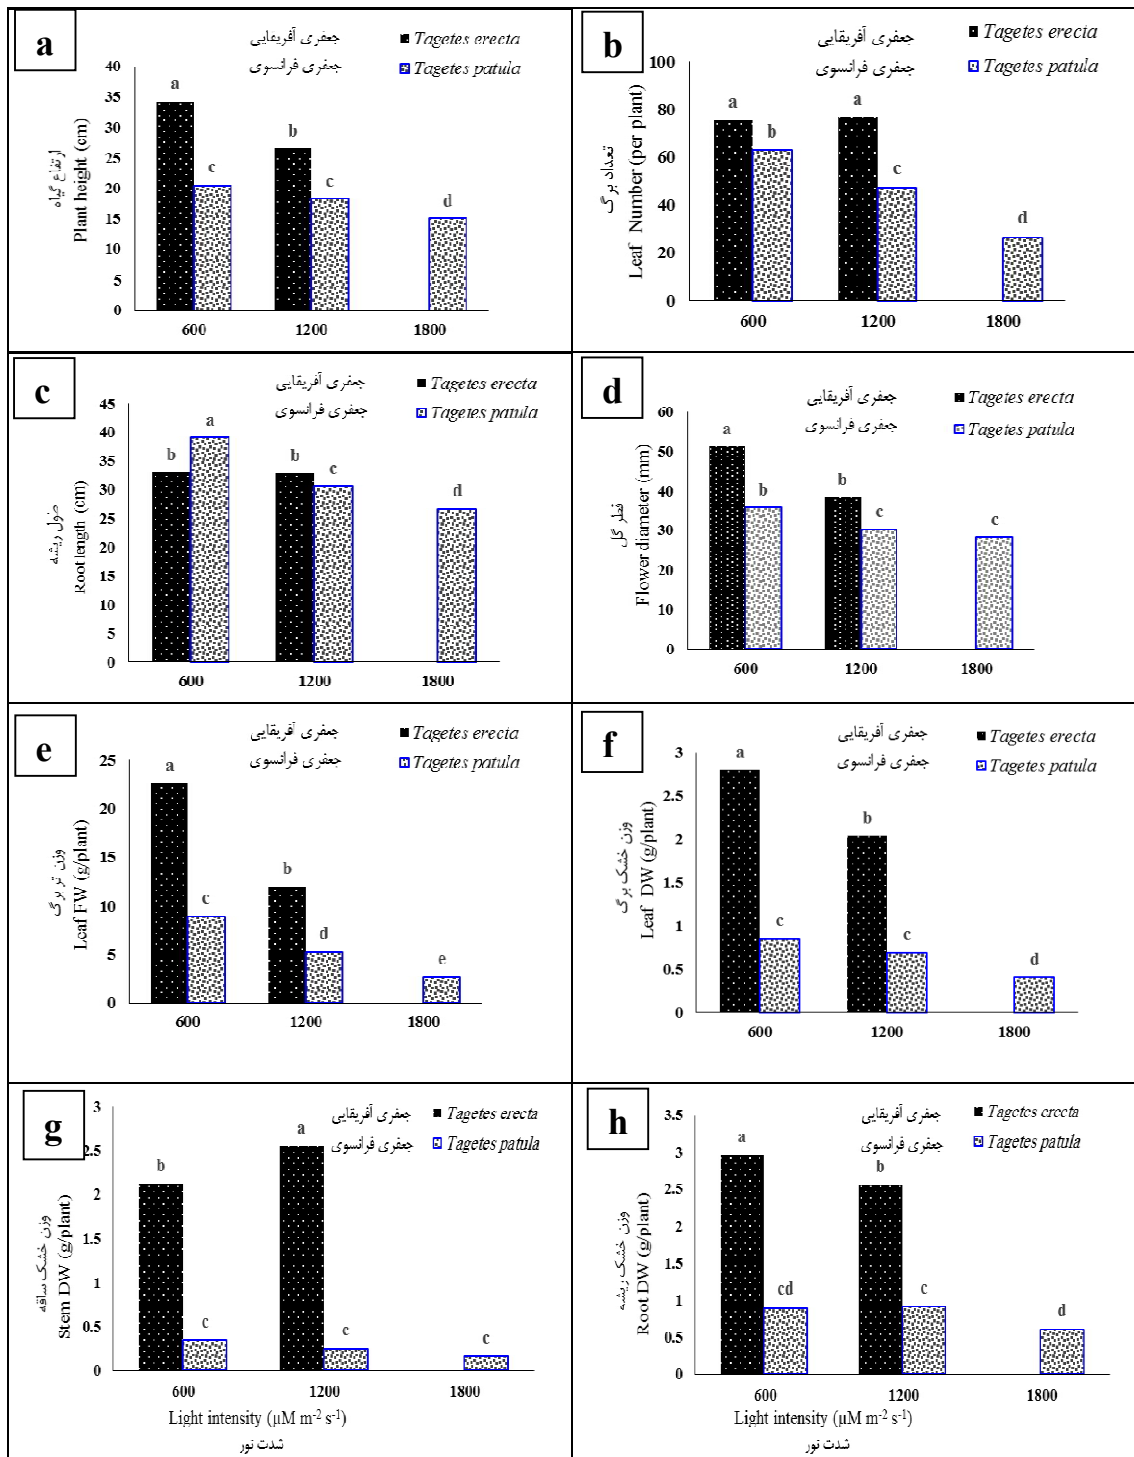 a
جعفری آفریقایی
Tagetes erecta
جعفری فرانسوی
Tagetes patula
ارتفاع گیاه
Plant height (cm)
40
35
30
25
20
15
10
5
0
a
c
b
c
d
600
1200
1800
b
جعفری آفریقایی
Tagetes erecta
جعفری فرانسوی
Tagetes patula
تعداد برگ
Leaf Number (per plant)
100
80
60
40
20
0
a
b
a
c
d
600
1200
1800
c
جعفری آفریقایی
Tagetes erecta
جعفری فرانسوی
Tagetes patula
طول ریشه
Root length (cm)
45
40
35
30
25
20
15
10
5
0
b
a
b
c
d
600
1200
1800
d
جعفری آفریقایی
Tagetes erecta
جعفری فرانسوی
Tagetes patula
قطر گل
Flower diameter (mm)
60
50
40
30
20
10
0
a
b
b
c
c
600
1200
1800
e
جعفری آفریقایی
Tagetes erecta
جعفری فرانسوی
Tagetes patula
وزن تر برگ
Leaf FW (g/plant)
25
20
15
10
5
0
a
c
b
d
e
600
1200
1800
f
جعفری آفریقایی
Tagetes erecta
جعفری فرانسوی
Tagetes patula
وزن خشک برگ
Leaf DW (g/plant)
3
2.5
2
1.5
1
0.5
0
a
c
b
c
d
600
1200
1800
g
جعفری آفریقایی
Tagetes erecta
جعفری فرانسوی
Tagetes patula
وزن خشک ساقه
Stem DW (g/plant)
3
2.5
2
1.5
1
0.5
0
b
c
a
c
c
600
1200
1800
Light intensity (µM m-2 s-1)
شدت نور
h
جعفری آفریقایی
Tagetes erecta
جعفری فرانسوی
Tagetes patula
وزن خشک ریشه
Root DW (g/plant)
3.5
3
2.5
2
1.5
1
0.5
0
a
cd
b
c
d
600
1200
1800
Light intensity (µM m-2 s-1)
شدت نور